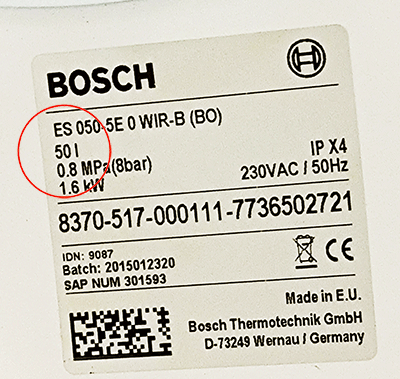 BOSCH
ES 050-5E 0 WIR-B (BO)
50 l
0.8 MPa(8bar) IP X4
1.6 kW 230VAC / 50Hz
8370-517-000111-7736502721
IDN: 9087
Batch: 2015012320
SAP NUM 301593
CE
Made in E.U.
Bosch Thermotechnik GmbH
D-73249 Wernau / Germany